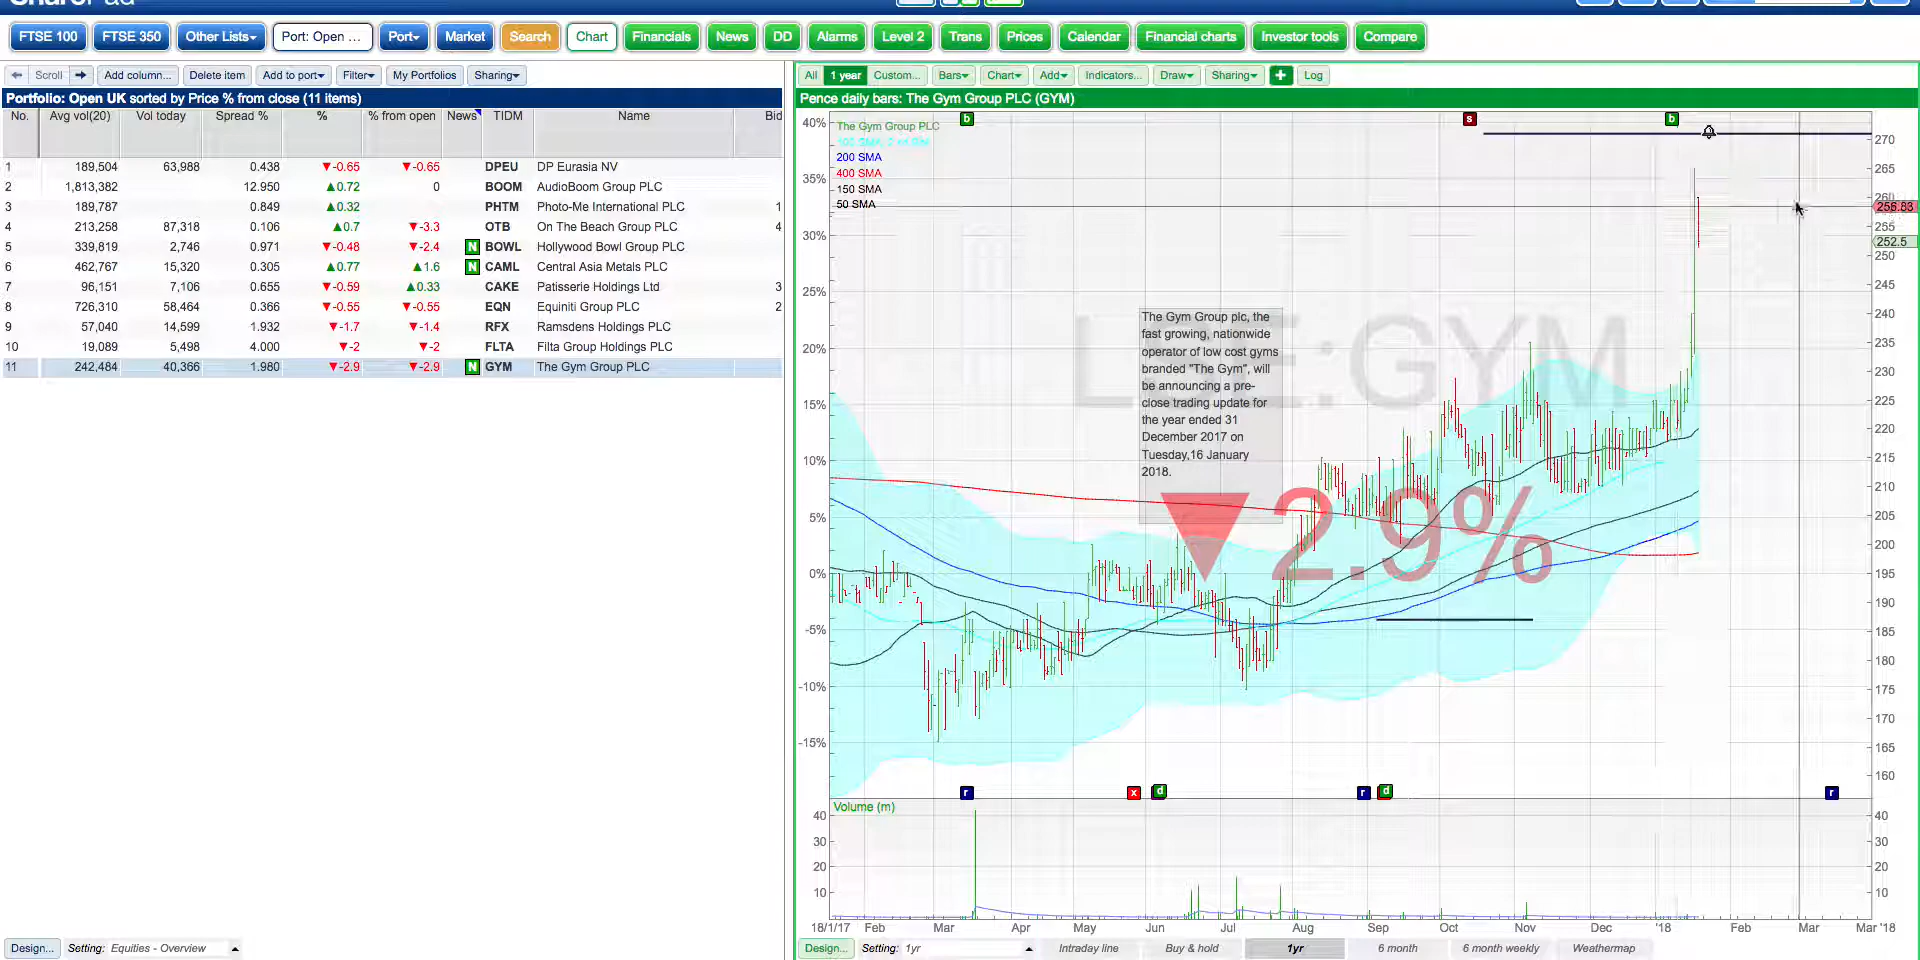 SharePad
FTSE 100 FTSE 350 Other Lists Port: Open ... Port Market Search Chart Financials News DD Alarms Level 2 Trans Prices Calendar Financial charts Investor tools Compare
Scroll Add column... Delete item Add to port Filter My Portfolios Sharing
Portfolio: Open UK sorted by Price % from close (11 items)
No. Avg vol(20) Vol today Spread % % % from open News TIDM Name Bid
1 189,504 63,988 0.438 ▼-0.65 ▼-0.65 DPEU DP Eurasia NV
2 1,813,382 12.950 ▲0.72 0 BOOM AudioBoom Group PLC
3 189,787 0.849 ▲0.32 PHTM Photo-Me International PLC 1
4 213,258 87,318 0.106 ▲0.7 ▼-3.3 OTB On The Beach Group PLC 4
5 339,819 2,746 0.971 ▼-0.48 ▼-2.4 N BOWL Hollywood Bowl Group PLC
6 462,767 15,320 0.305 ▲0.77 ▲1.6 N CAML Central Asia Metals PLC
7 96,151 7,106 0.655 ▼-0.59 ▲0.33 CAKE Patisserie Holdings Ltd 3
8 726,310 58,464 0.366 ▼-0.55 ▼-0.55 EQN Equiniti Group PLC 2
9 57,040 14,599 1.932 ▼-1.7 ▼-1.4 RFX Ramsdens Holdings PLC
10 19,089 5,498 4.000 ▼-2 ▼-2 FLTA Filta Group Holdings PLC
11 242,484 40,366 1.980 ▼-2.9 ▼-2.9 N GYM The Gym Group PLC
Design... Setting: Equities - Overview
All 1 year Custom... Bars Chart Add Indicators... Draw Sharing + Log
Pence daily bars: The Gym Group PLC (GYM)
The Gym Group PLC
200 SMA
400 SMA
150 SMA
50 SMA
b s b
40%
35%
30%
25%
20%
15%
10%
5%
0%
-5%
-10%
-15%
LSE:GYM
The Gym Group plc, the
fast growing, nationwide
operator of low cost gyms
branded "The Gym", will
be announcing a pre-
close trading update for
the year ended 31
December 2017 on
Tuesday,16 January
2018.
▼2.9%
270
265
260
256.83
255
252.5
250
245
240
235
230
225
220
215
210
205
200
195
190
185
180
175
170
165
160
r x d r d r
Volume (m)
40 40
30 30
20 20
10 10
18/1/17 Feb Mar Apr May Jun Jul Aug Sep Oct Nov Dec '18 Feb Mar Mar '18
Design... Setting: 1yr Intraday line Buy & hold 1yr 6 month 6 month weekly Weathermap